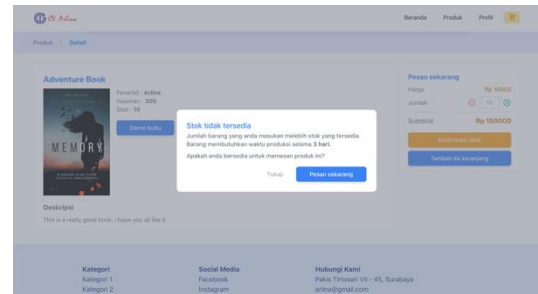 CV. Arlina
Beranda
Produk
Profil
Produk / Detail
Adventure Book
Penerbit : Arlina
Halaman : 300
Stok : 10
Demo buku
MEMORY
Deskripsi
This is a really good book, i hope you all like it
Pesan sekarang
Harga
Rp 10000
Jumlah
15
Subtotal
Rp 150000
Konfirmasi Stok
Tambah ke keranjang
Stok tidak tersedia
Jumlah barang yang anda masukan melebih stok yang tersedia.
Barang membutuhkan waktu produksi selama 3 hari.
Apakah anda bersedia untuk memesan produk ini?
Tutup
Pesan sekarang
Kategori
Kategori 1
Kategori 2
Social Media
Facebook
Instagram
Hubungi Kami
Pakis Tirtosari VII - 45, Surabaya
arlina@gmail.com